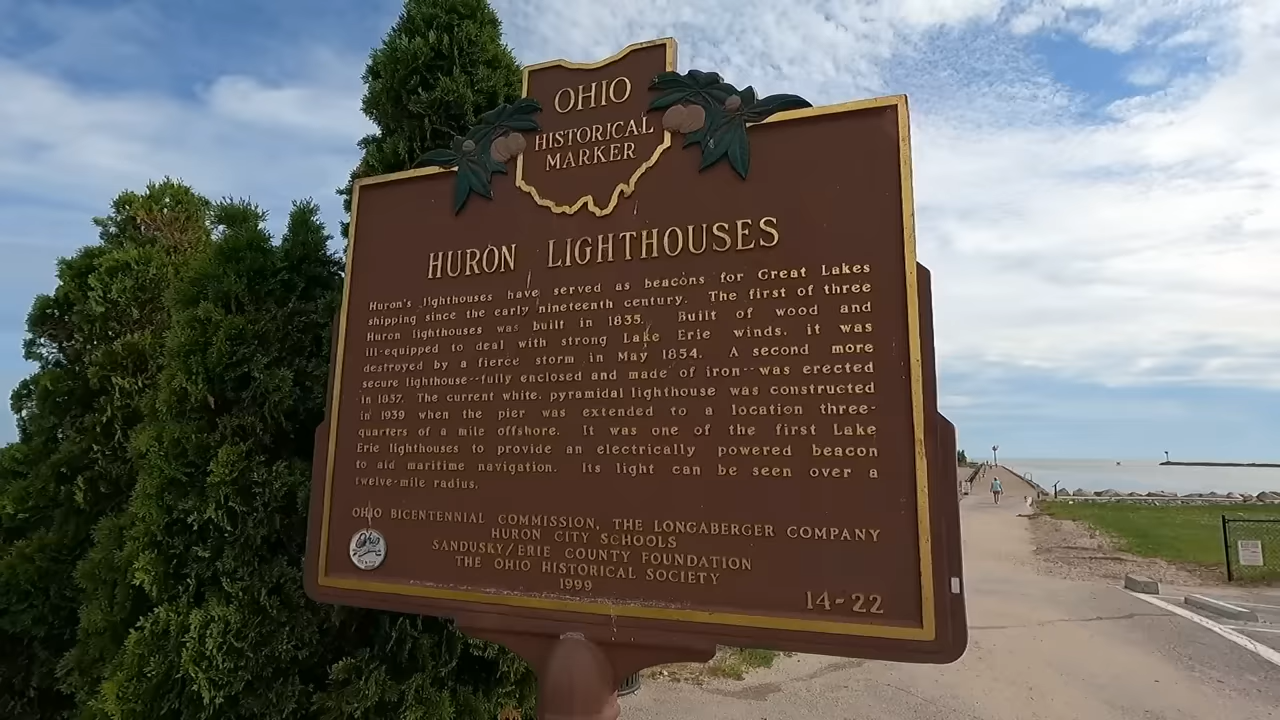 OHIO
HISTORICAL
MARKER
HURON LIGHTHOUSES
Huron's lighthouses have served as beacons for Great Lakes
shipping since the early nineteenth century. The first of three
Huron lighthouses was built in 1835. Built of wood and
ill-equipped to deal with strong Lake Erie winds, it was
destroyed by a fierce storm in May 1854. A second more
secure lighthouse--fully enclosed and made of iron--was erected
in 1857. The current white, pyramidal lighthouse was constructed
in 1939 when the pier was extended to a location three-
quarters of a mile offshore. It was one of the first Lake
Erie lighthouses to provide an electrically powered beacon
to aid maritime navigation. Its light can be seen over a
twelve-mile radius.
OHIO BICENTENNIAL COMMISSION, THE LONGABERGER COMPANY
HURON CITY SCHOOLS
SANDUSKY/ERIE COUNTY FOUNDATION
THE OHIO HISTORICAL SOCIETY
1999
14-22